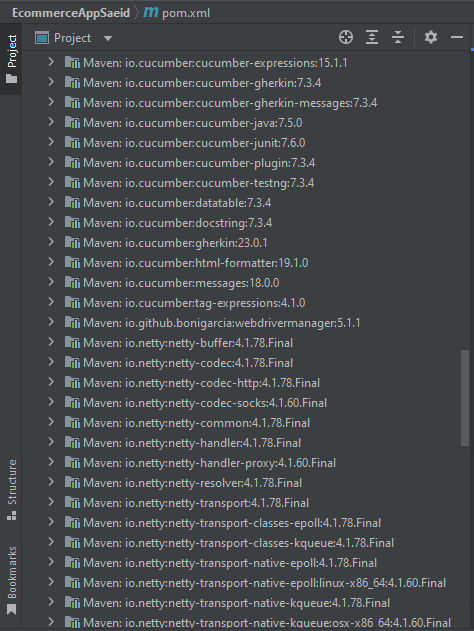 EcommerceAppSaeid pom.xml
Project
Project
Maven: io.cucumber:cucumber-expressions:15.1.1
Maven: io.cucumber:cucumber-gherkin:7.3.4
Maven: io.cucumber:cucumber-gherkin-messages:7.3.4
Maven: io.cucumber:cucumber-java:7.5.0
Maven: io.cucumber:cucumber-junit:7.6.0
Maven: io.cucumber:cucumber-plugin:7.3.4
Maven: io.cucumber:cucumber-testng:7.3.4
Maven: io.cucumber:datatable:7.3.4
Maven: io.cucumber:docstring:7.3.4
Maven: io.cucumber:gherkin:23.0.1
Maven: io.cucumber:html-formatter:19.1.0
Maven: io.cucumber:messages:18.0.0
Maven: io.cucumber:tag-expressions:4.1.0
Maven: io.github.bonigarcia:webdrivermanager:5.1.1
Maven: io.netty:netty-buffer:4.1.78.Final
Maven: io.netty:netty-codec:4.1.78.Final
Maven: io.netty:netty-codec-http:4.1.78.Final
Maven: io.netty:netty-codec-socks:4.1.60.Final
Maven: io.netty:netty-common:4.1.78.Final
Maven: io.netty:netty-handler:4.1.78.Final
Maven: io.netty:netty-handler-proxy:4.1.60.Final
Maven: io.netty:netty-resolver:4.1.78.Final
Maven: io.netty:netty-transport:4.1.78.Final
Maven: io.netty:netty-transport-classes-epoll:4.1.78.Final
Maven: io.netty:netty-transport-classes-kqueue:4.1.78.Final
Maven: io.netty:netty-transport-native-epoll:4.1.78.Final
Maven: io.netty:netty-transport-native-epoll:linux-x86_64:4.1.60.Final
Maven: io.netty:netty-transport-native-kqueue:4.1.78.Final
Maven: io.netty:netty-transport-native-kqueue:osx-x86_64:4.1.60.Final
Structure
Bookmarks